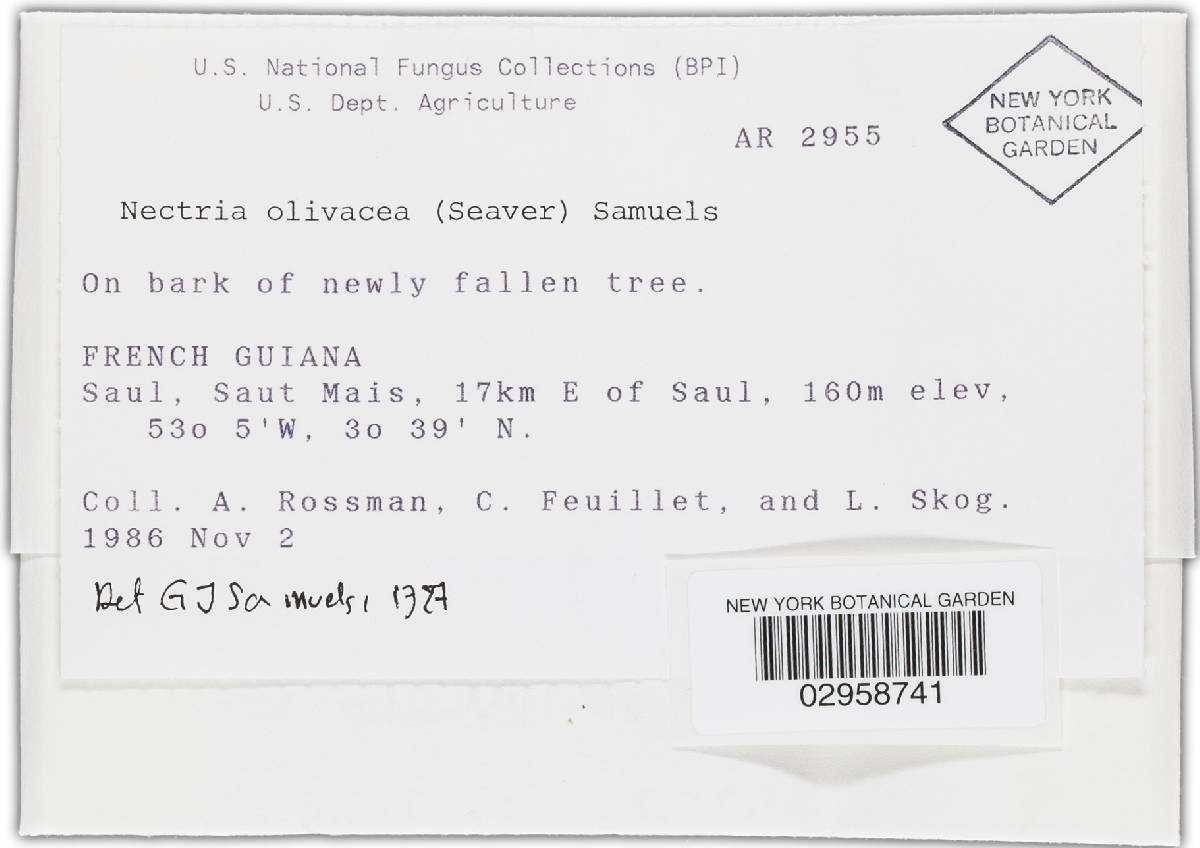 U.S. National Fungus Collections (BPI)
U.S. Dept. Agriculture
AR 2955
NEW YORK
BOTANICAL
GARDEN
Nectria olivacea (Seaver) Samuels
On bark of newly fallen tree.
FRENCH GUIANA
Saul, Saut Mais, 17km E of Saul, 160m elev,
53o 5'W, 3o 39' N.
Coll. A. Rossman, C. Feuillet, and L. Skog.
1986 Nov 2
Det GJ Samuels,
NEW YORK BOTANICAL GARDEN
02958741